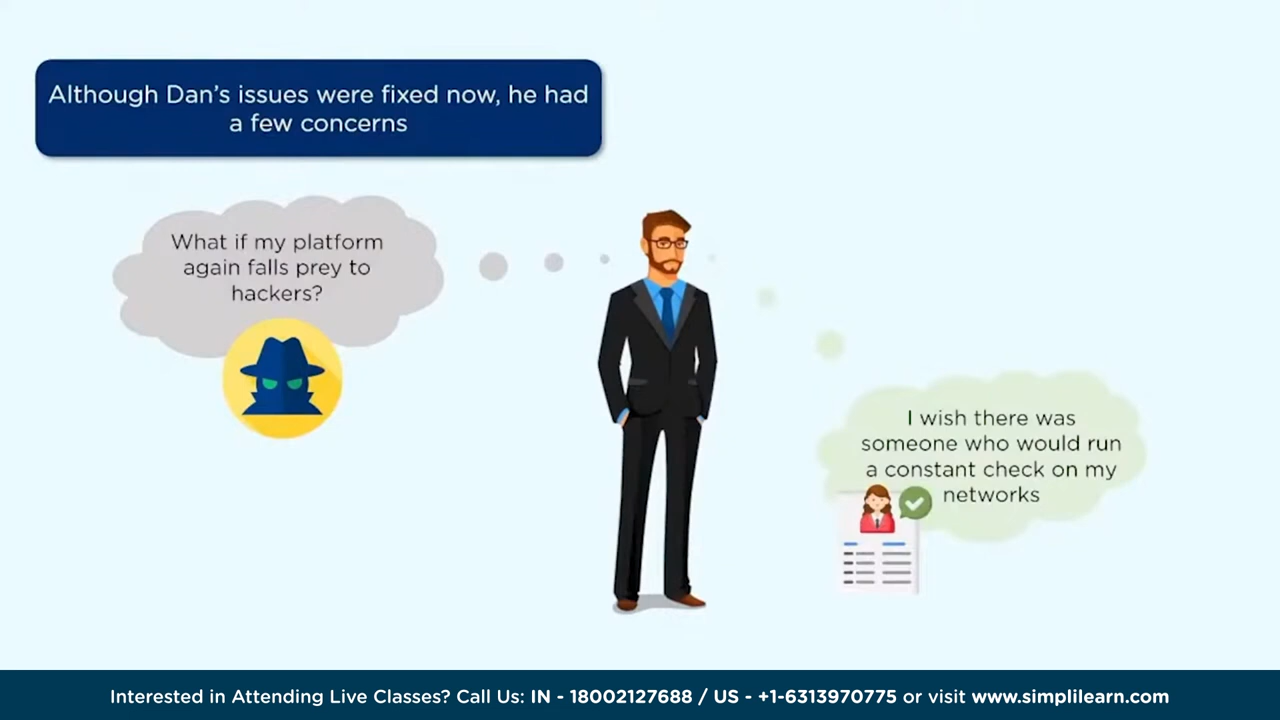 Although Dan's issues were fixed now, he had
a few concerns
What if my platform
again falls prey to
hackers?
I wish there was
someone who would run
a constant check on my
networks
Interested in Attending Live Classes? Call Us: IN - 18002127688 / US - +1-6313970775 or visit www.simplilearn.com